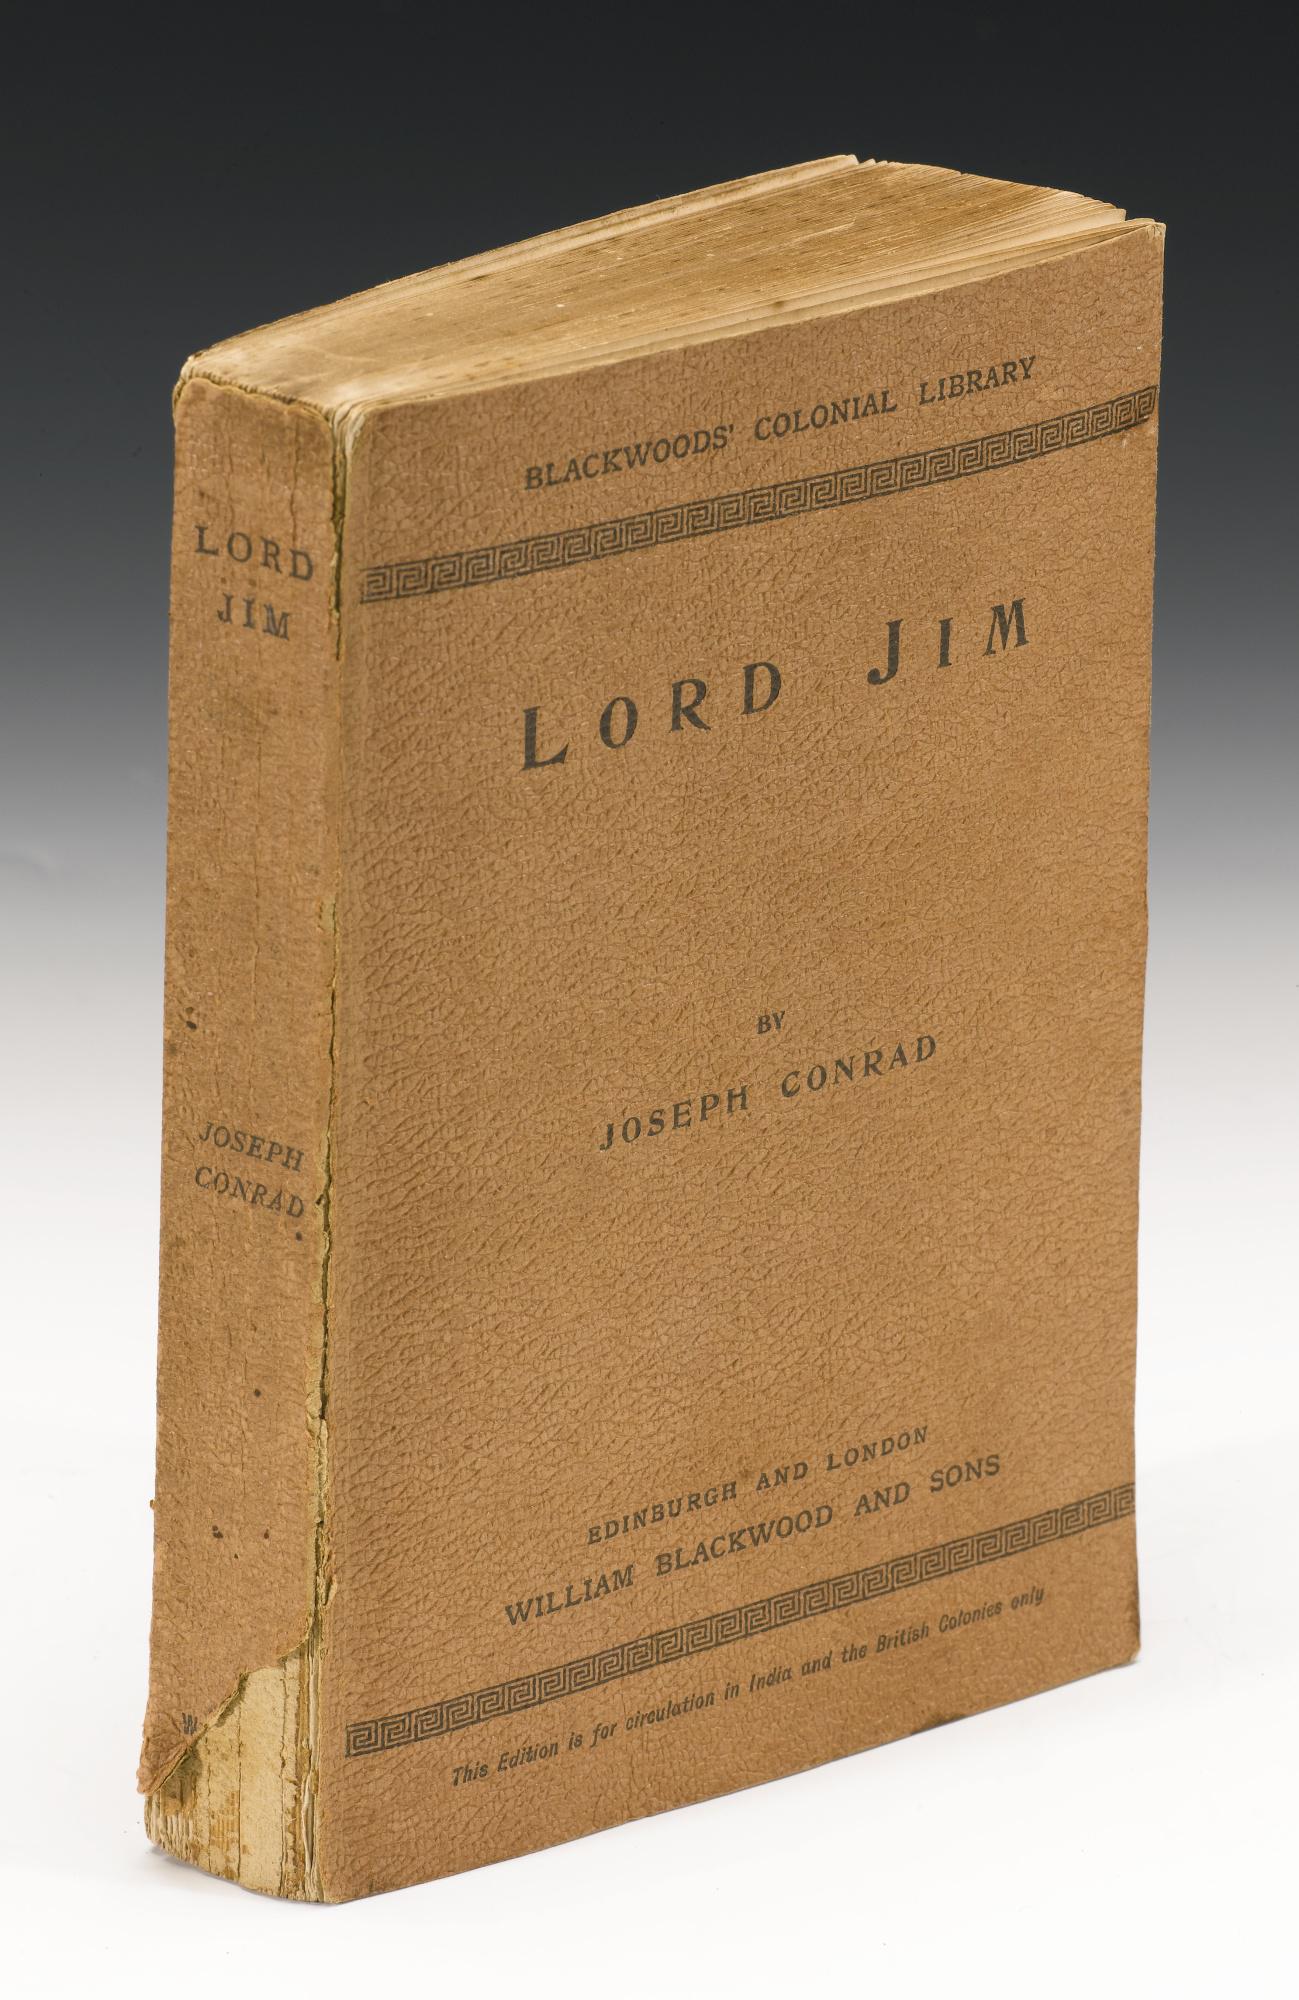 LORD
JIM
JOSEPH
CONRAD
W
BLACKWOODS' COLONIAL LIBRARY
LORD JIM
BY
JOSEPH CONRAD
EDINBURGH AND LONDON
WILLIAM BLACKWOOD AND SONS
This Edition is for circulation in India and the British Colonies only